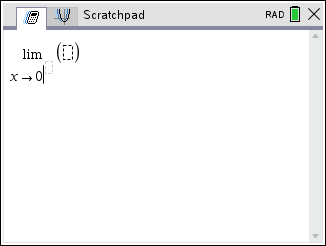 Scratchpad
RAD
lim ( )
x → 0